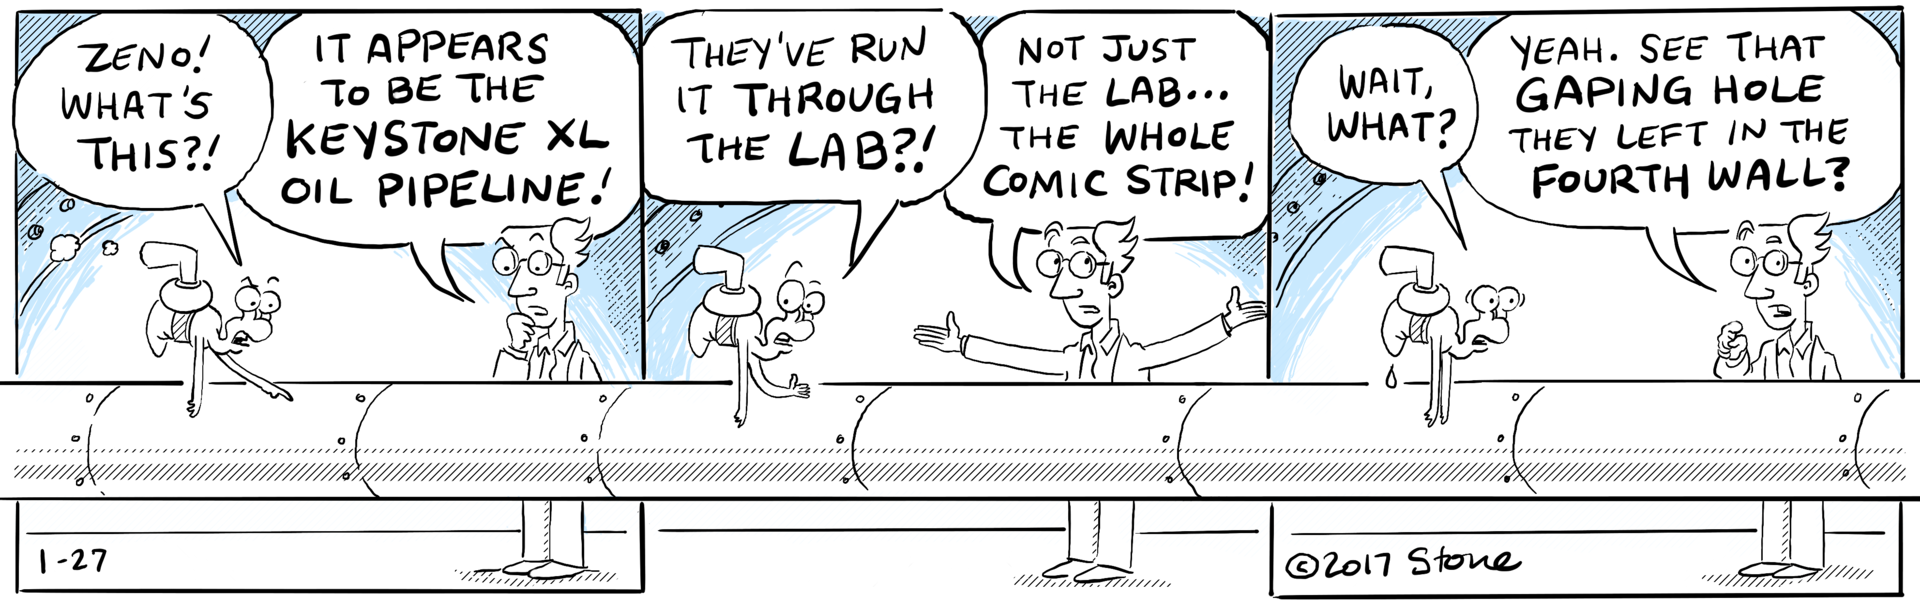 ZENO!
WHAT'S
THIS?!
IT APPEARS
TO BE THE
KEYSTONE XL
OIL PIPELINE!
THEY'VE RUN
IT THROUGH
THE LAB?!
NOT JUST
THE LAB...
THE WHOLE
COMIC STRIP!
WAIT,
WHAT?
YEAH. SEE THAT
GAPING HOLE
THEY LEFT IN THE
FOURTH WALL?
1-27
©2017 Stone